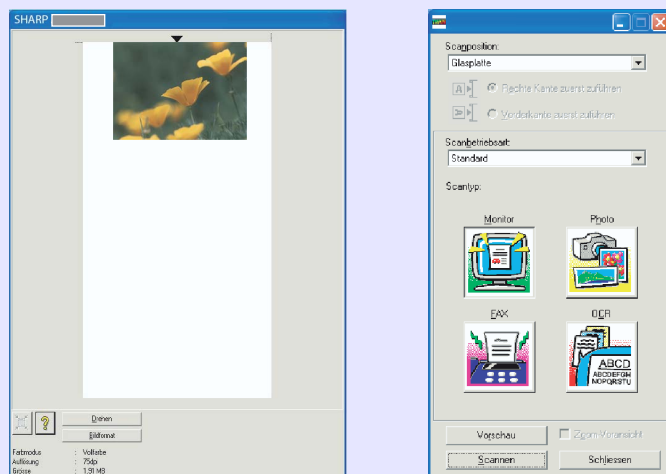 SHARP
Drehen
Bildformat
Farbmodus : Vollfarbe
Auflösung : 75dpi
Grösse : 1.91 MB
Scanposition:
Glasplatte
Rechte Kante zuerst zuführen
Vorderkante zuerst zuführen
Scanbetriebsart:
Standard
Scantyp:
Monitor
Photo
FAX
OCR
ABCD
ABCDEFGH
NOPQRSTU
Vorschau
Zoom-Voransicht
Scannen
Schliessen